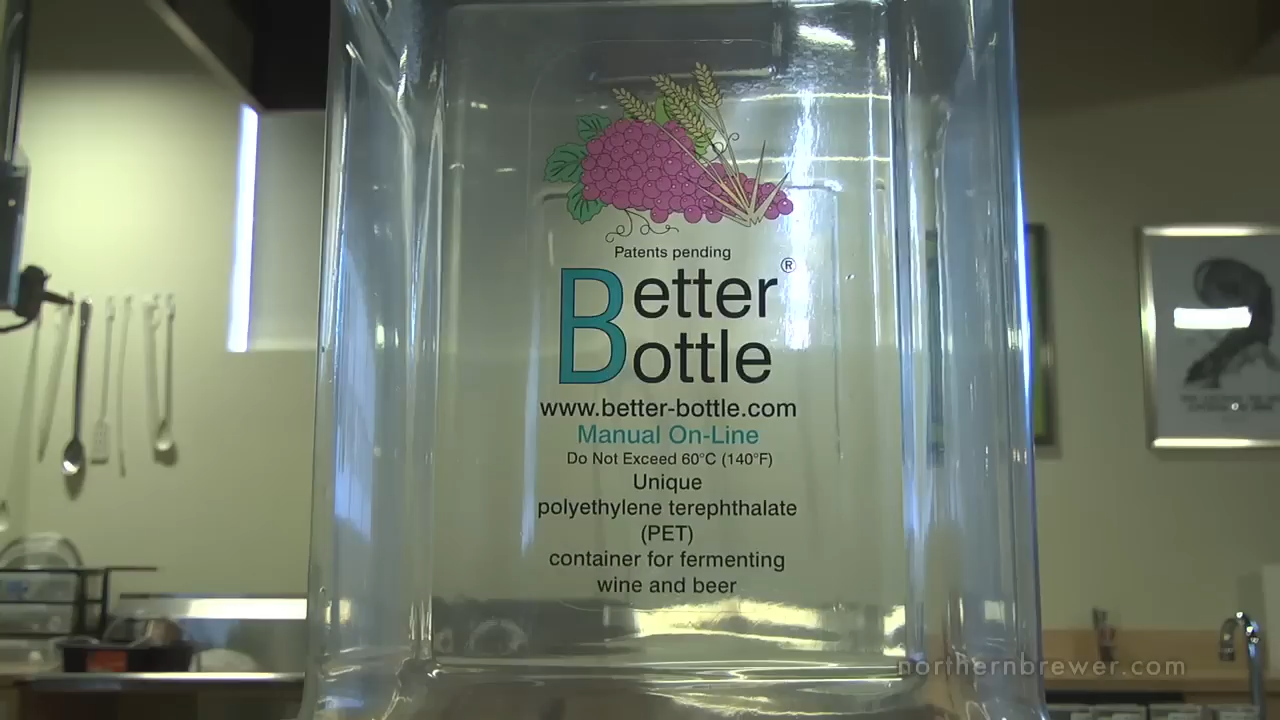 Patents pending
Better®
Bottle
www.better-bottle.com
Manual On-Line
Do Not Exceed 60°C (140°F)
Unique
polyethylene terephthalate
(PET)
container for fermenting
wine and beer
northernbrewer.com